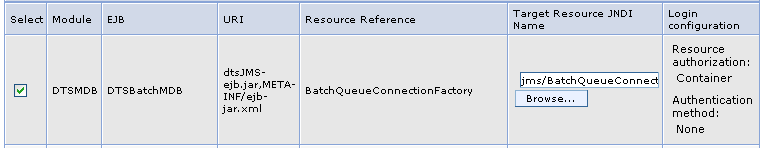 Select Module EJB URI Resource Reference Target Resource JNDI Name Login configuration
DTSMDB DTSBatchMDB dtsJMS-
ejb.jar,META-
INF/ejb-
jar.xml
BatchQueueConnectionFactory
jms/BatchQueueConnect
Browse...
Resource
authorization:
Container
Authentication
method:
None